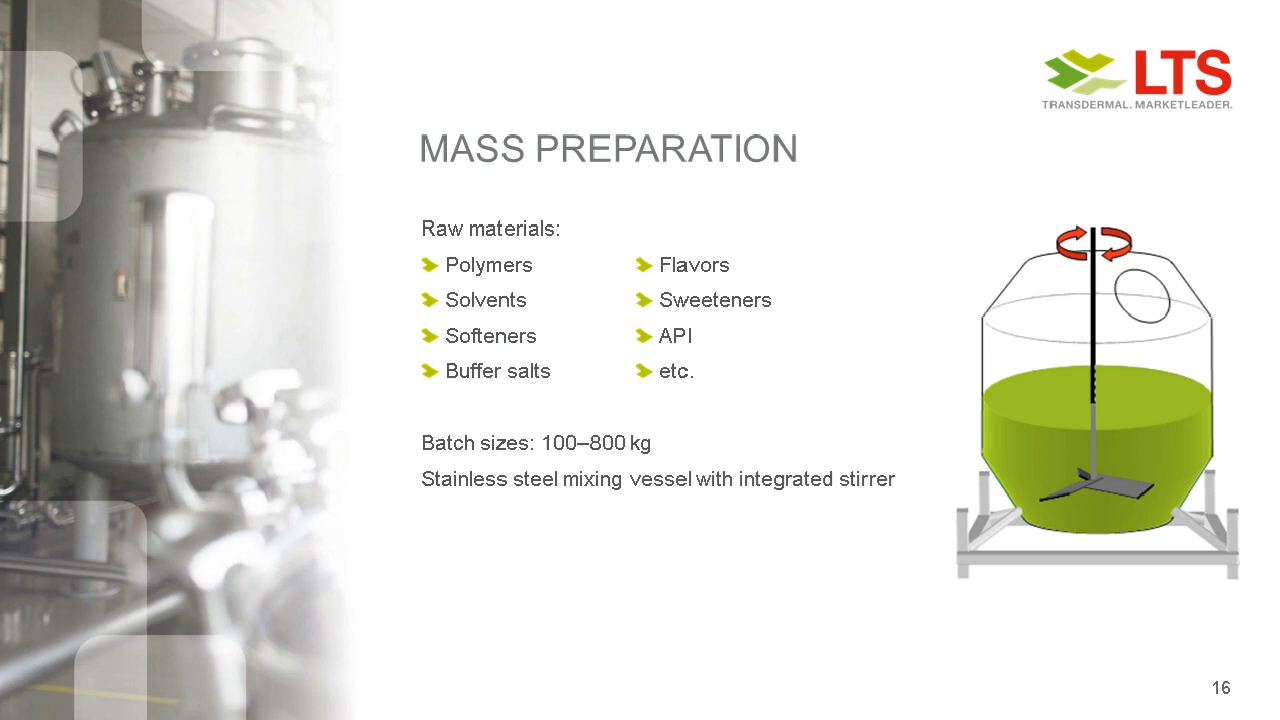 LTS
TRANSDERMAL. MARKETLEADER.
MASS PREPARATION
Raw materials:
Polymers
Solvents
Softeners
Buffer salts
Flavors
Sweeteners
API
etc.
Batch sizes: 100–800 kg
Stainless steel mixing vessel with integrated stirrer
16